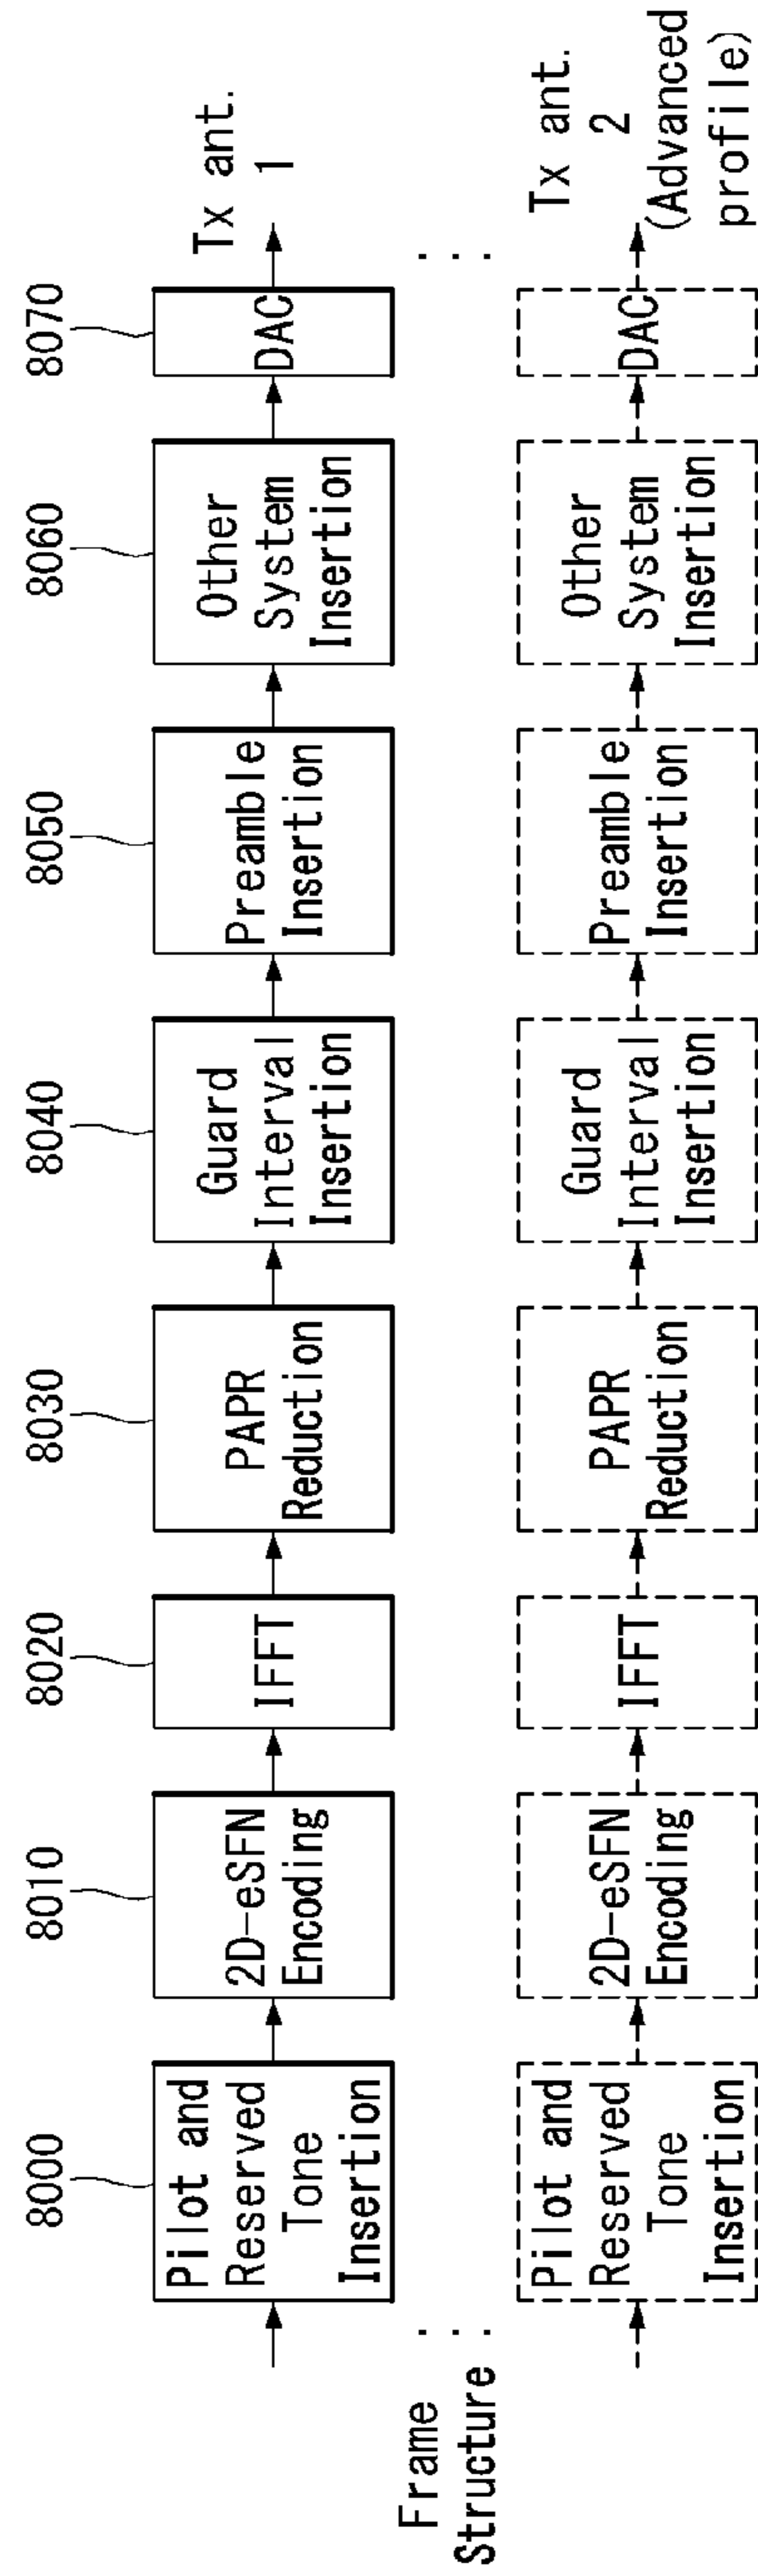 8000
8010
8020
8030
8040
8050
8060
8070
Pilot and
Reserved
Tone
Insertion
2D-eSFN
Encoding
IFFT
PAPR
Reduction
Guard
Interval
Insertion
Preamble
Insertion
Other
System
Insertion
DAC
Tx ant.
1
Frame
Structure
...
...
Pilot and
Reserved
Tone
Insertion
2D-eSFN
Encoding
IFFT
PAPR
Reduction
Guard
Interval
Insertion
Preamble
Insertion
Other
System
Insertion
DAC
Tx ant.
2
(Advanced
profile)